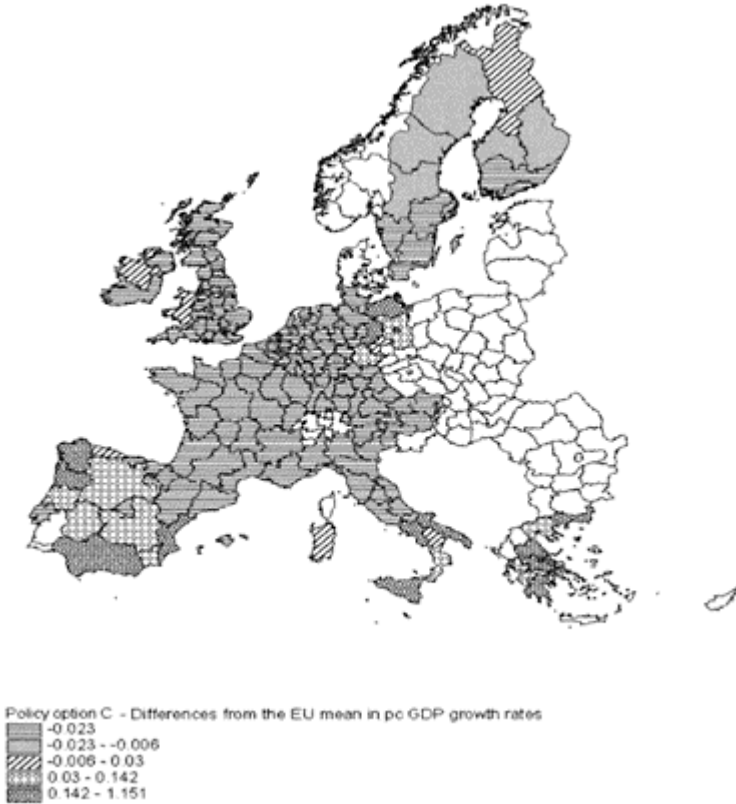 Policy option C - Differences from the EU mean in pc GDP growth rates
-0.023
-0.023 - -0.006
-0.006 - 0.03
0.03 - 0.142
0.142 - 1.151